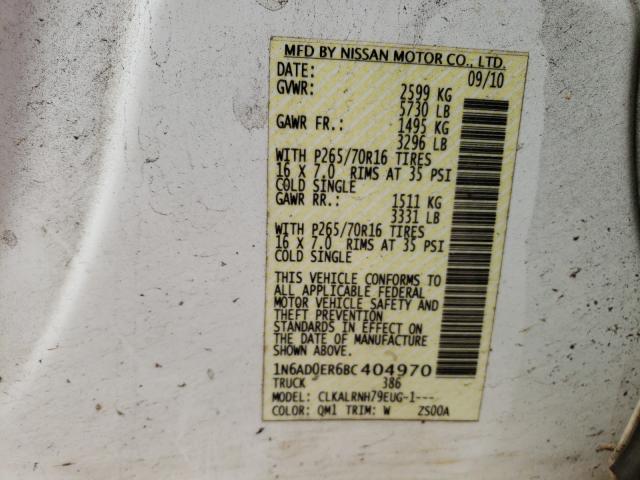 MFD BY NISSAN MOTOR CO., LTD.
DATE: 09/10
GVWR: 2599 KG
5730 LB
GAWR FR.: 1495 KG
3296 LB
WITH P265/70R16 TIRES
16 X 7.0 RIMS AT 35 PSI
COLD SINGLE
GAWR RR.: 1511 KG
3331 LB
WITH P265/70R16 TIRES
16 X 7.0 RIMS AT 35 PSI
COLD SINGLE
THIS VEHICLE CONFORMS TO
ALL APPLICABLE FEDERAL
MOTOR VEHICLE SAFETY AND
THEFT PREVENTION
STANDARDS IN EFFECT ON
THE DATE OF MANUFACTURE
SHOWN ABOVE.
1N6AD0ER6BC404970
TRUCK 386
MODEL: CLKALRNH79EUG-1---
COLOR: QM1 TRIM: W ZS00A